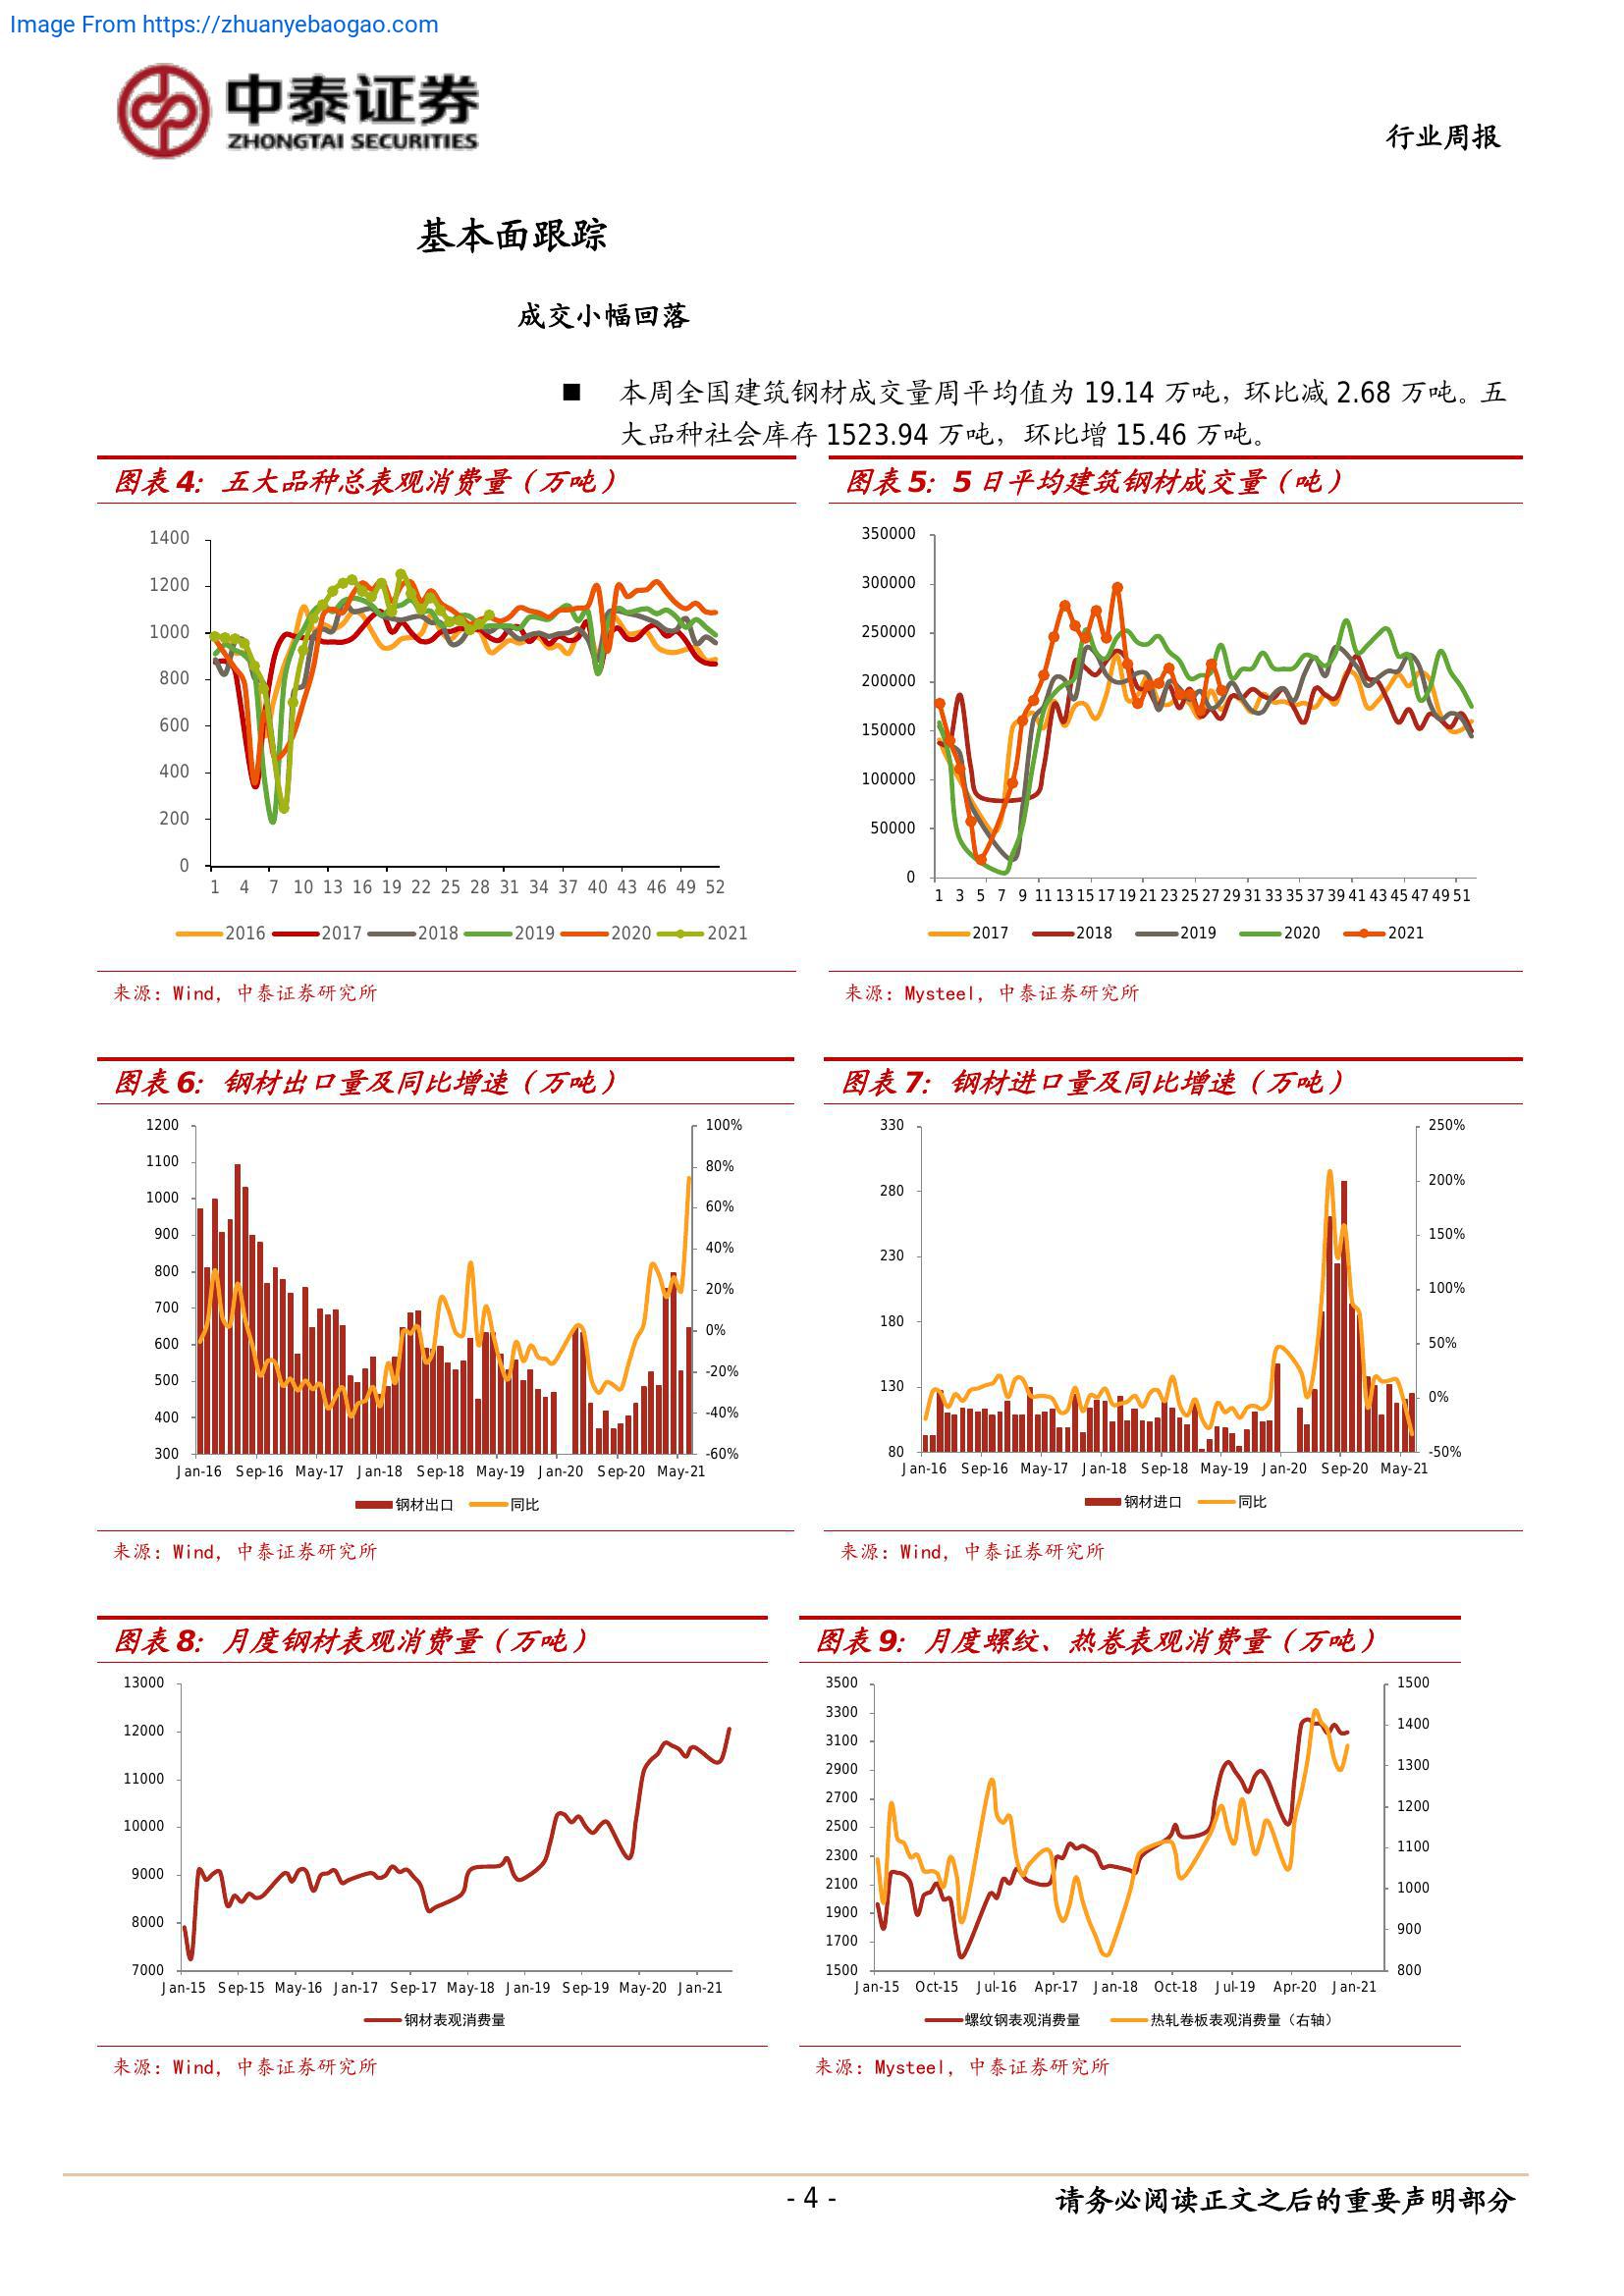 Image From https://zhuanyebaogao.com
中泰证券
ZHONGTAI SECURITIES
行业周报
基本面跟踪
成交小幅回落
■ 本周全国建筑钢材成交量周平均值为 19.14 万吨，环比减 2.68 万吨。五
大品种社会库存 1523.94 万吨，环比增 15.46 万吨。
图表 4：五大品种总表观消费量（万吨）
1400
1200
1000
800
600
400
200
0
1 4 7 10 13 16 19 22 25 28 31 34 37 40 43 46 49 52
2016 2017 2018 2019 2020 2021
来源：Wind，中泰证券研究所
图表 5：5 日平均建筑钢材成交量（吨）
350000
300000
250000
200000
150000
100000
50000
0
1 3 5 7 9 11 13 15 17 19 21 23 25 27 29 31 33 35 37 39 41 43 45 47 49 51
2017 2018 2019 2020 2021
来源：Mysteel，中泰证券研究所
图表 6：钢材出口量及同比增速（万吨）
1200
1100
1000
900
800
700
600
500
400
300
100%
80%
60%
40%
20%
0%
-20%
-40%
-60%
Jan-16 Sep-16 May-17 Jan-18 Sep-18 May-19 Jan-20 Sep-20 May-21
钢材出口 同比
来源：Wind，中泰证券研究所
图表 7：钢材进口量及同比增速（万吨）
330
280
230
180
130
80
250%
200%
150%
100%
50%
0%
-50%
Jan-16 Sep-16 May-17 Jan-18 Sep-18 May-19 Jan-20 Sep-20 May-21
钢材进口 同比
来源：Wind，中泰证券研究所
图表 8：月度钢材表观消费量（万吨）
13000
12000
11000
10000
9000
8000
7000
Jan-15 Sep-15 May-16 Jan-17 Sep-17 May-18 Jan-19 Sep-19 May-20 Jan-21
钢材表观消费量
来源：Wind，中泰证券研究所
图表 9：月度螺纹、热卷表观消费量（万吨）
3500
3300
3100
2900
2700
2500
2300
2100
1900
1700
1500
1500
1400
1300
1200
1100
1000
900
800
Jan-15 Oct-15 Jul-16 Apr-17 Jan-18 Oct-18 Jul-19 Apr-20 Jan-21
螺纹钢表观消费量 热轧卷板表观消费量（右轴）
来源：Mysteel，中泰证券研究所
- 4 -
请务必阅读正文之后的重要声明部分